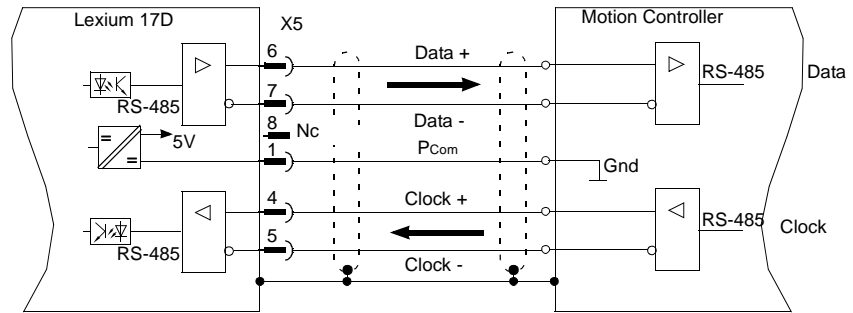 Lexium 17D
X5
Motion Controller
6
Data +
RS-485
Data
RS-485
7
Data -
8
Nc
5V
1
PCom
Gnd
=
=
4
Clock +
RS-485
Clock
RS-485
5
Clock -